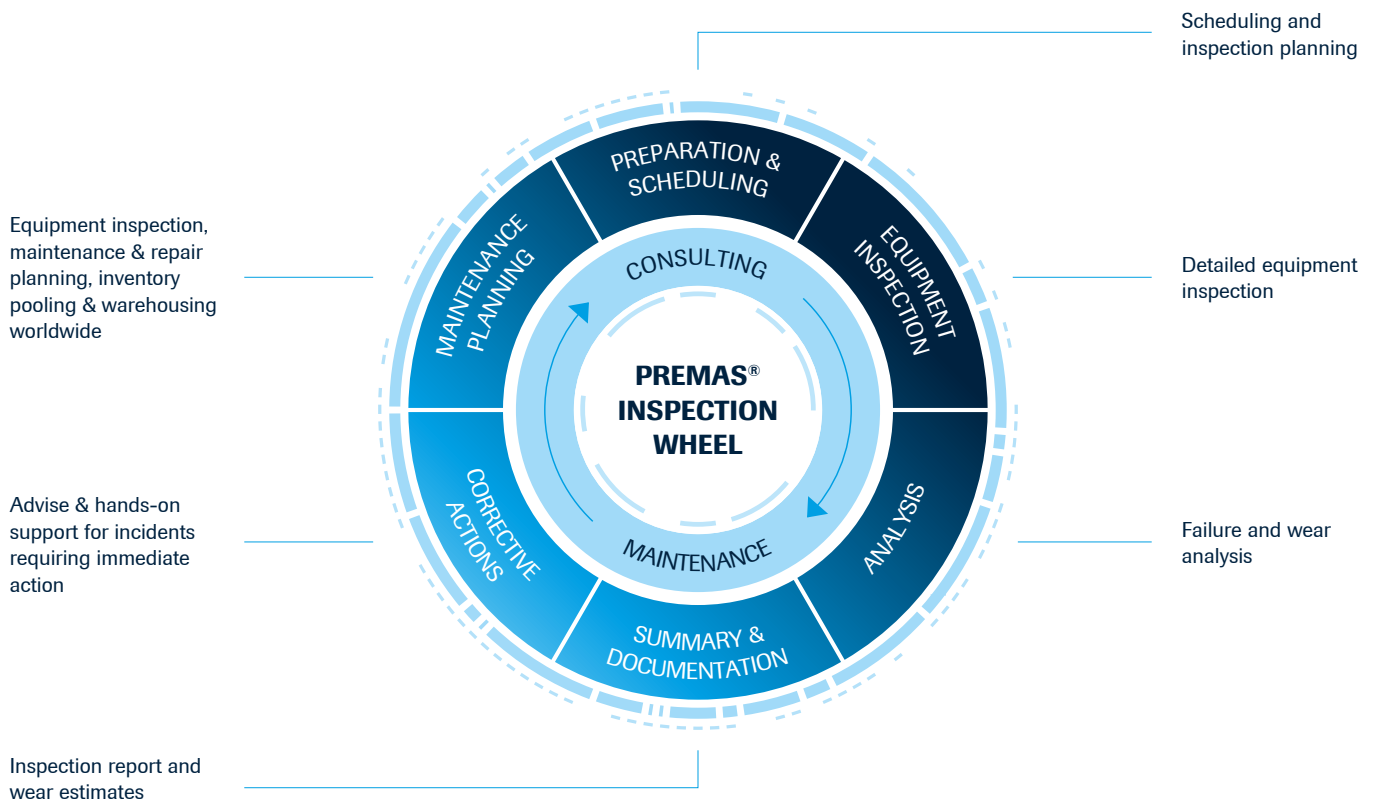 Scheduling and
inspection planning
PREPARATION &
SCHEDULING
EQUIPMENT
INSPECTION
Detailed equipment
inspection
ANALYSIS
Failure and wear
analysis
SUMMARY &
DOCUMENTATION
Inspection report and
wear estimates
CORRECTIVE
ACTIONS
Advise & hands-on
support for incidents
requiring immediate
action
MAINTENANCE
PLANNING
Equipment inspection,
maintenance & repair
planning, inventory
pooling & warehousing
worldwide
CONSULTING
PREMAS®
INSPECTION
WHEEL
MAINTENANCE